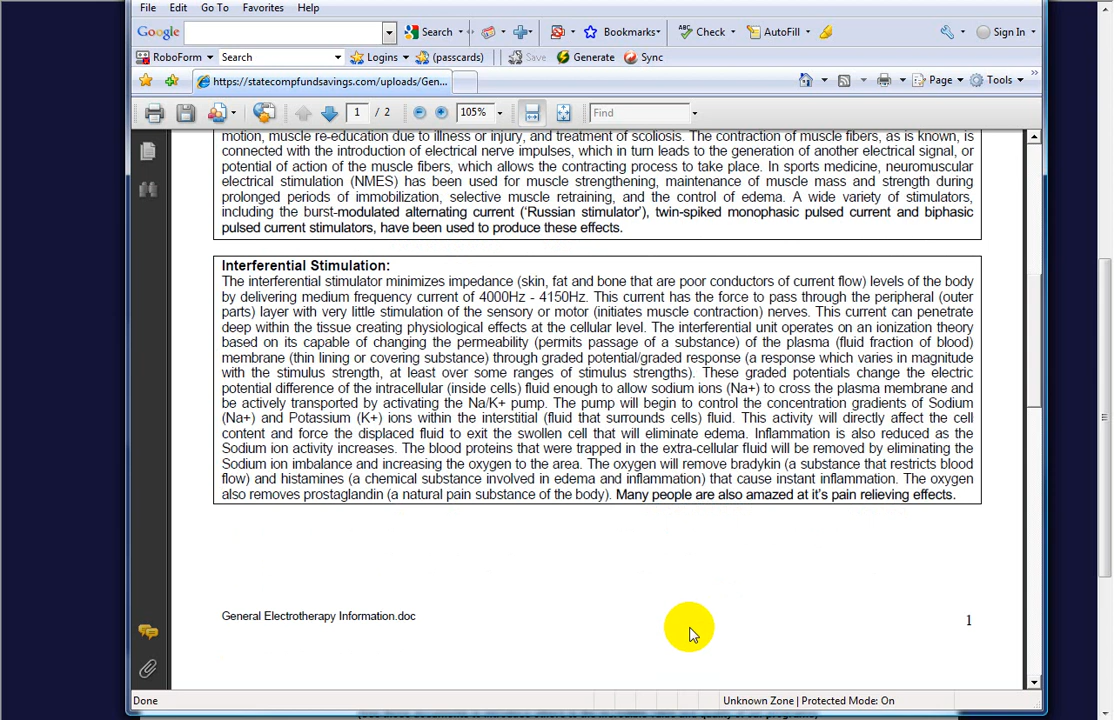 File Edit Go To Favorites Help
Google Search Bookmarks Check AutoFill Sign In
RoboForm Search Logins (passcards) Save Generate Sync
https://statecompfundsavings.com/uploads/Gen... Page Tools
1 / 2 105% Find
motion, muscle re-education due to illness or injury, and treatment of scoliosis. The contraction of muscle fibers, as is known, is
connected with the introduction of electrical nerve impulses, which in turn leads to the generation of another electrical signal, or
potential of action of the muscle fibers, which allows the contracting process to take place. In sports medicine, neuromuscular
electrical stimulation (NMES) has been used for muscle strengthening, maintenance of muscle mass and strength during
prolonged periods of immobilization, selective muscle retraining, and the control of edema. A wide variety of stimulators,
including the burst-modulated alternating current ('Russian stimulator'), twin-spiked monophasic pulsed current and biphasic
pulsed current stimulators, have been used to produce these effects.
Interferential Stimulation:
The interferential stimulator minimizes impedance (skin, fat and bone that are poor conductors of current flow) levels of the body
by delivering medium frequency current of 4000Hz - 4150Hz. This current has the force to pass through the peripheral (outer
parts) layer with very little stimulation of the sensory or motor (initiates muscle contraction) nerves. This current can penetrate
deep within the tissue creating physiological effects at the cellular level. The interferential unit operates on an ionization theory
based on its capable of changing the permeability (permits passage of a substance) of the plasma (fluid fraction of blood)
membrane (thin lining or covering substance) through graded potential/graded response (a response which varies in magnitude
with the stimulus strength, at least over some ranges of stimulus strengths). These graded potentials change the electric
potential difference of the intracellular (inside cells) fluid enough to allow sodium ions (Na+) to cross the plasma membrane and
be actively transported by activating the Na/K+ pump. The pump will begin to control the concentration gradients of Sodium
(Na+) and Potassium (K+) ions within the interstitial (fluid that surrounds cells) fluid. This activity will directly affect the cell
content and force the displaced fluid to exit the swollen cell that will eliminate edema. Inflammation is also reduced as the
Sodium ion activity increases. The blood proteins that were trapped in the extra-cellular fluid will be removed by eliminating the
Sodium ion imbalance and increasing the oxygen to the area. The oxygen will remove bradykin (a substance that restricts blood
flow) and histamines (a chemical substance involved in edema and inflammation) that cause instant inflammation. The oxygen
also removes prostaglandin (a natural pain substance of the body). Many people are also amazed at it's pain relieving effects.
General Electrotherapy Information.doc 1
Done Unknown Zone | Protected Mode: On